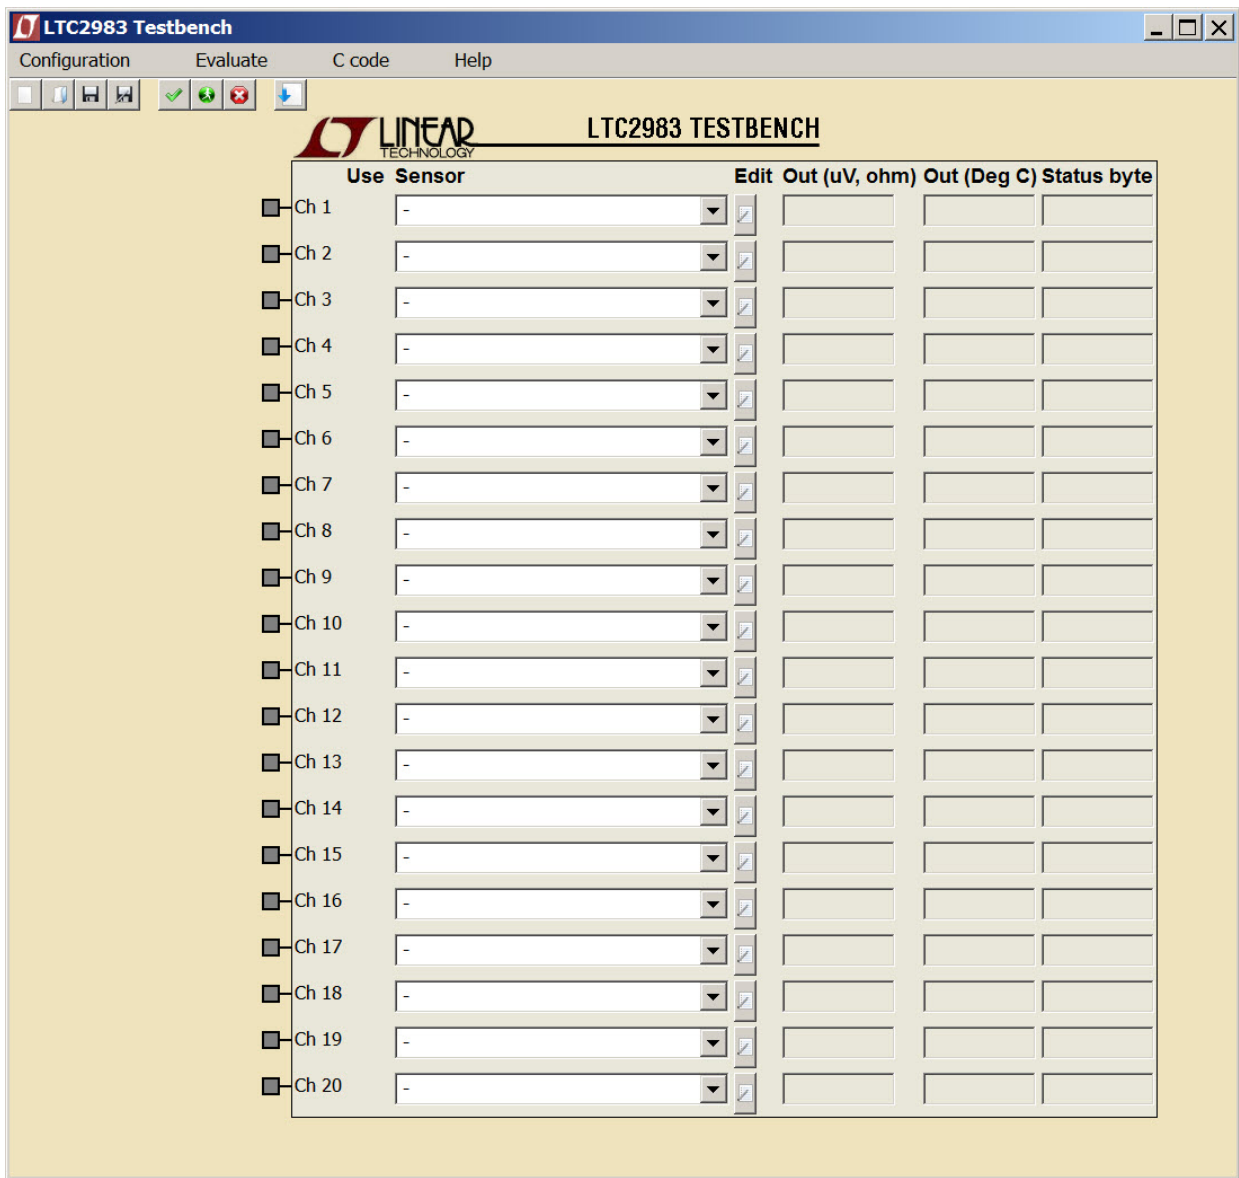 LTC2983 Testbench
Configuration Evaluate C code Help
LINEAR
TECHNOLOGY
LTC2983 TESTBENCH
Use Sensor Edit Out (uV, ohm) Out (Deg C) Status byte
Ch 1 -
Ch 2 -
Ch 3 -
Ch 4 -
Ch 5 -
Ch 6 -
Ch 7 -
Ch 8 -
Ch 9 -
Ch 10 -
Ch 11 -
Ch 12 -
Ch 13 -
Ch 14 -
Ch 15 -
Ch 16 -
Ch 17 -
Ch 18 -
Ch 19 -
Ch 20 -